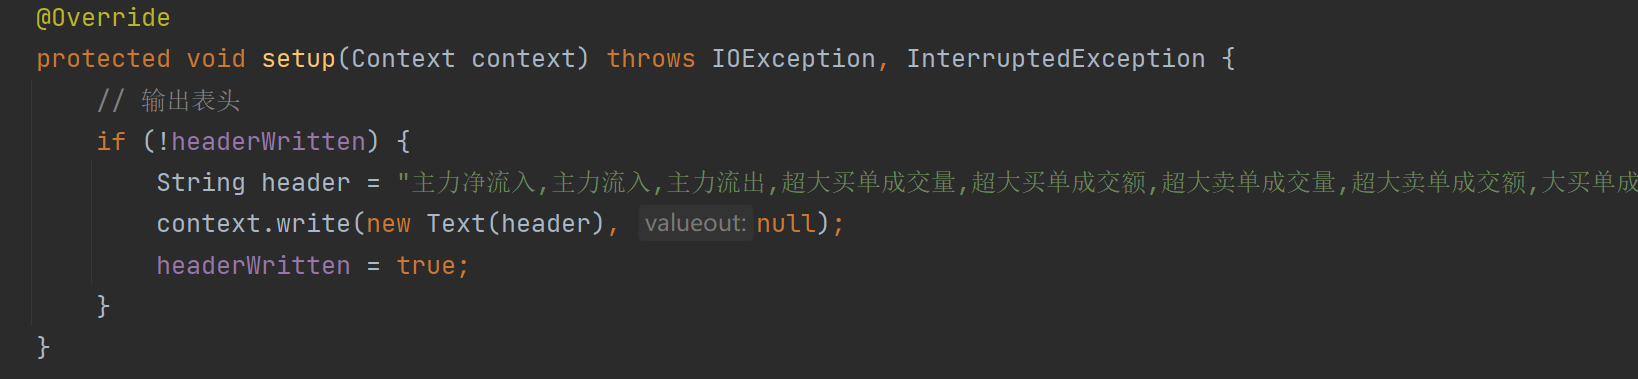 @Override
protected void setup(Context context) throws IOException, InterruptedException {
// 输出表头
if (!headerWritten) {
String header = "主力净流入,主力流入,主力流出,超大买单成交量,超大买单成交额,超大卖单成交量,超大卖单成交额,大买单成
context.write(new Text(header), valueout: null);
headerWritten = true;
}
}